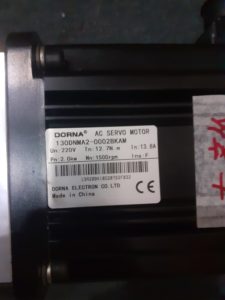 DORNA® AC SERVO MOTOR
130DNMA2-0002BKAM
Un:220V Tn:12.7N.m In:13.6A
Pn:2.0kw Nn:1500rpm Ins:F
DORNA ELECTRON CO.LTD
Made in China
CE